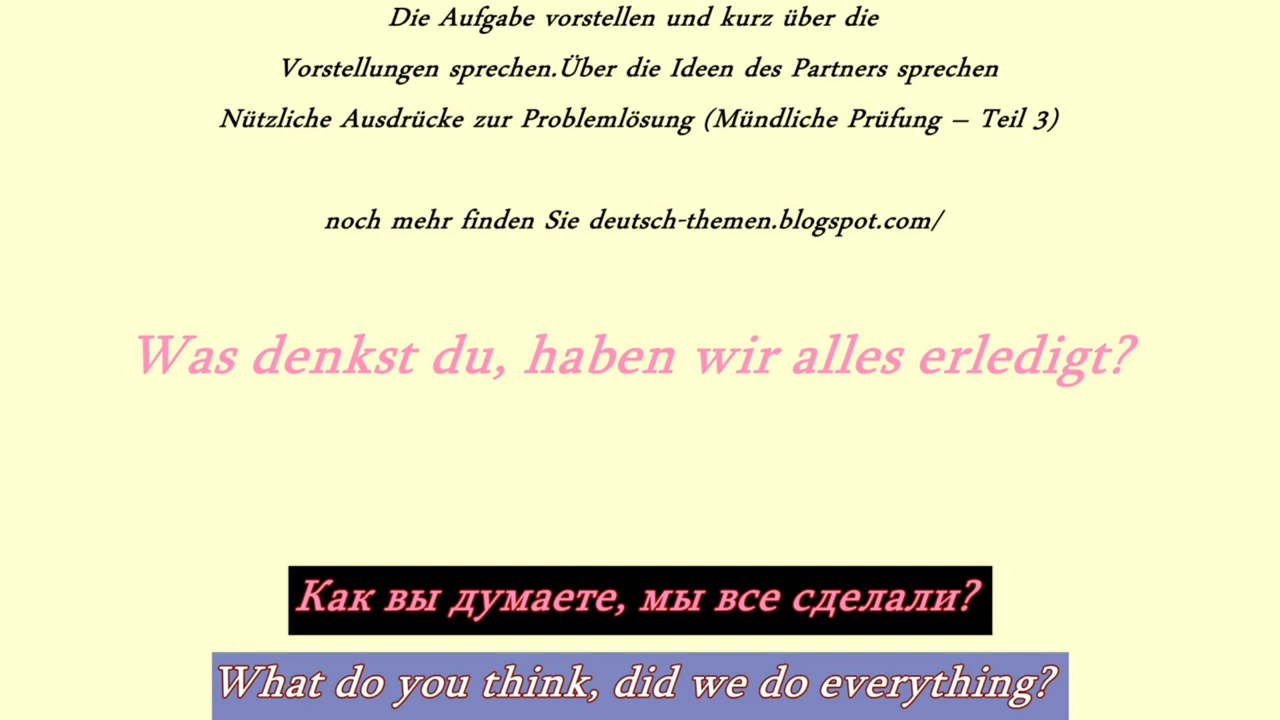 Die Aufgabe vorstellen und kurz über die
Vorstellungen sprechen.Über die Ideen des Partners sprechen
Nützliche Ausdrücke zur Problemlösung (Mündliche Prüfung – Teil 3)
noch mehr finden Sie deutsch-themen.blogspot.com/
Was denkst du, haben wir alles erledigt?
Как вы думаете, мы все сделали?
What do you think, did we do everything?